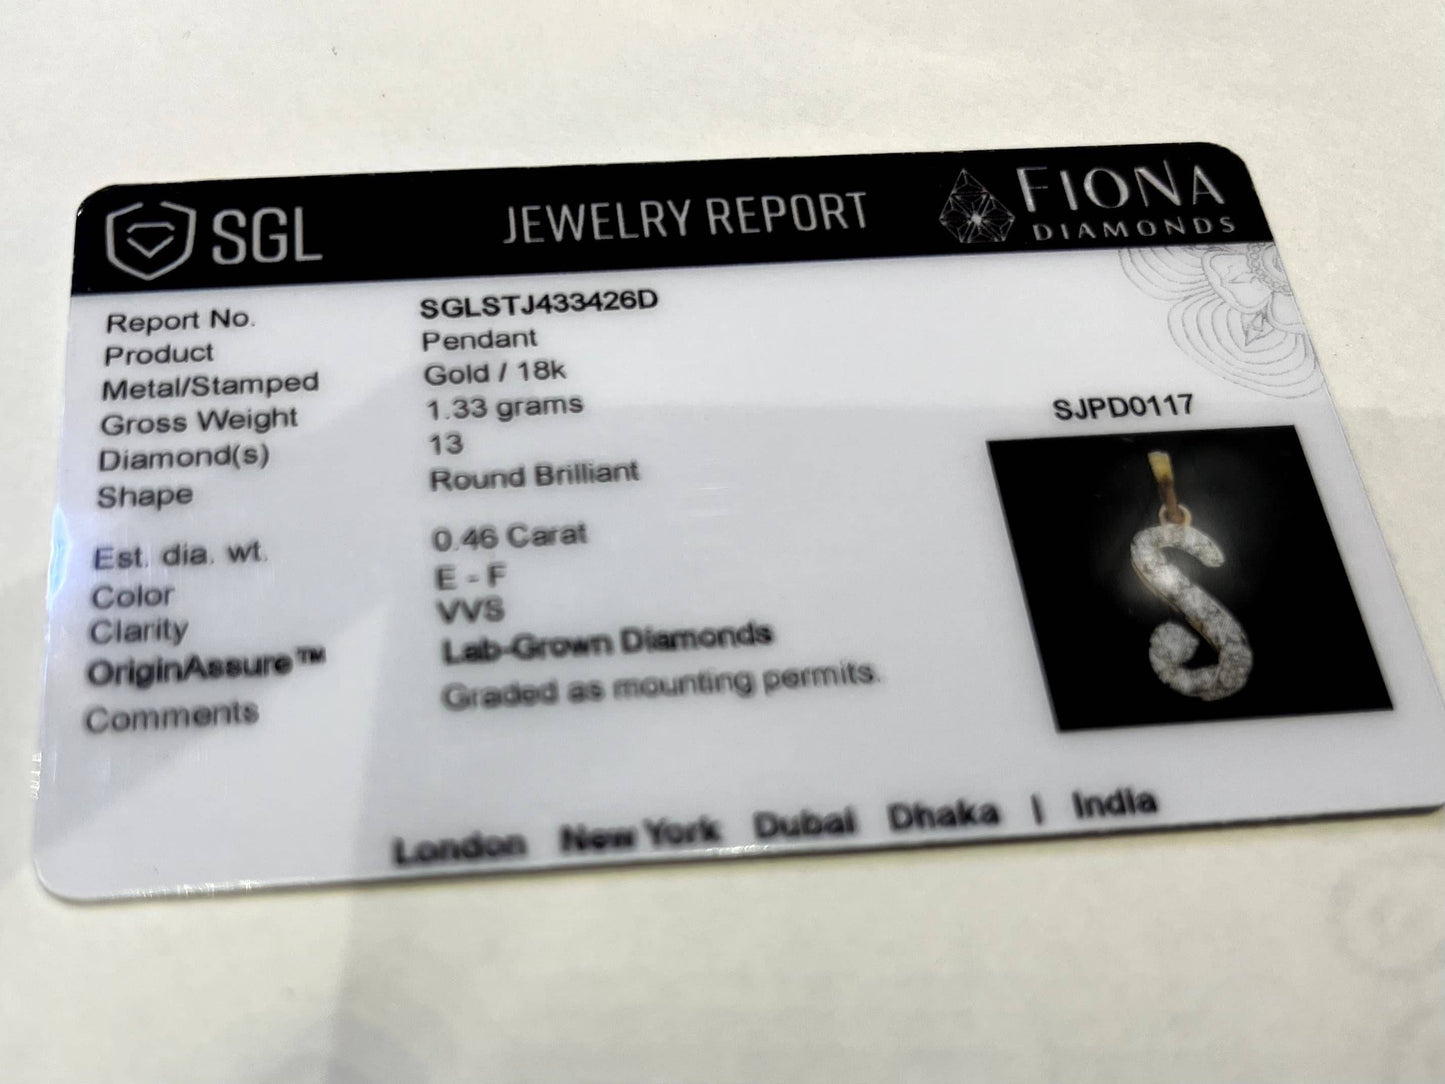 SGL JEWELRY REPORT FIONA
DIAMONDS
Report No. SGLSTJ433426D
Product Pendant
Metal/Stamped Gold / 18k
Gross Weight 1.33 grams
Diamond(s) 13
Shape Round Brilliant
Est. dia. wt. 0.46 Carat
Color E - F
Clarity VVS
OriginAssure™ Lab-Grown Diamonds
Comments Graded as mounting permits.
SJPD0117
London New York Dubai Dhaka | India